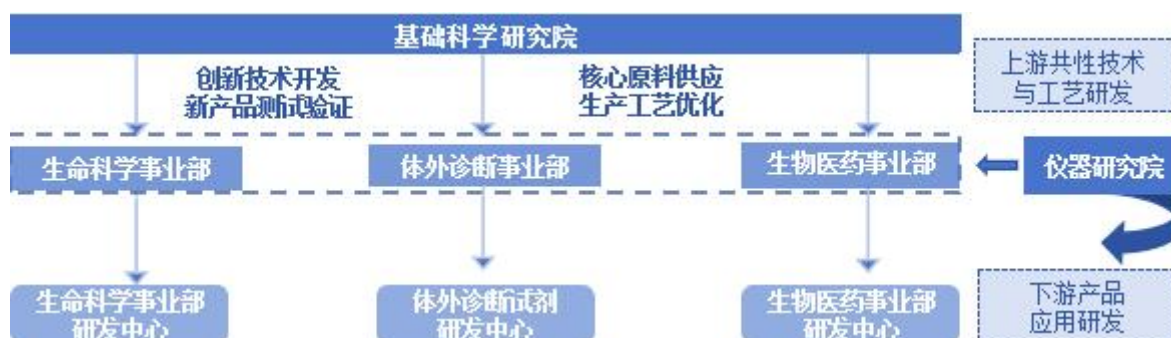 基础科学研究院
创新技术开发
新产品测试验证
核心原料供应
生产工艺优化
上游共性技术
与工艺研发
生命科学事业部
体外诊断事业部
生物医药事业部
仪器研究院
生命科学事业部
研发中心
体外诊断试剂
研发中心
生物医药事业部
研发中心
下游产品
应用研发